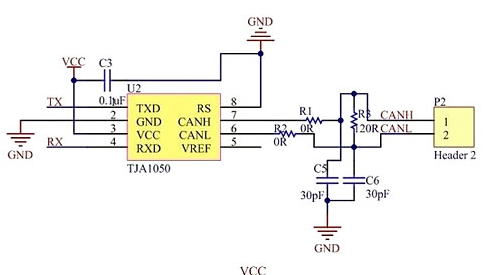 GND
VCC
C3
0.1uF
U2
P2
TX
1
TXD
RS
8
R1
R3
CANH
2
GND
CANH
7
0R
120R
1
3
VCC
CANL
6
R2
CANL
2
RX
4
RXD
VREF
5
0R
GND
TJA1050
Header 2
C5
C6
30pF
30pF
GND
VCC